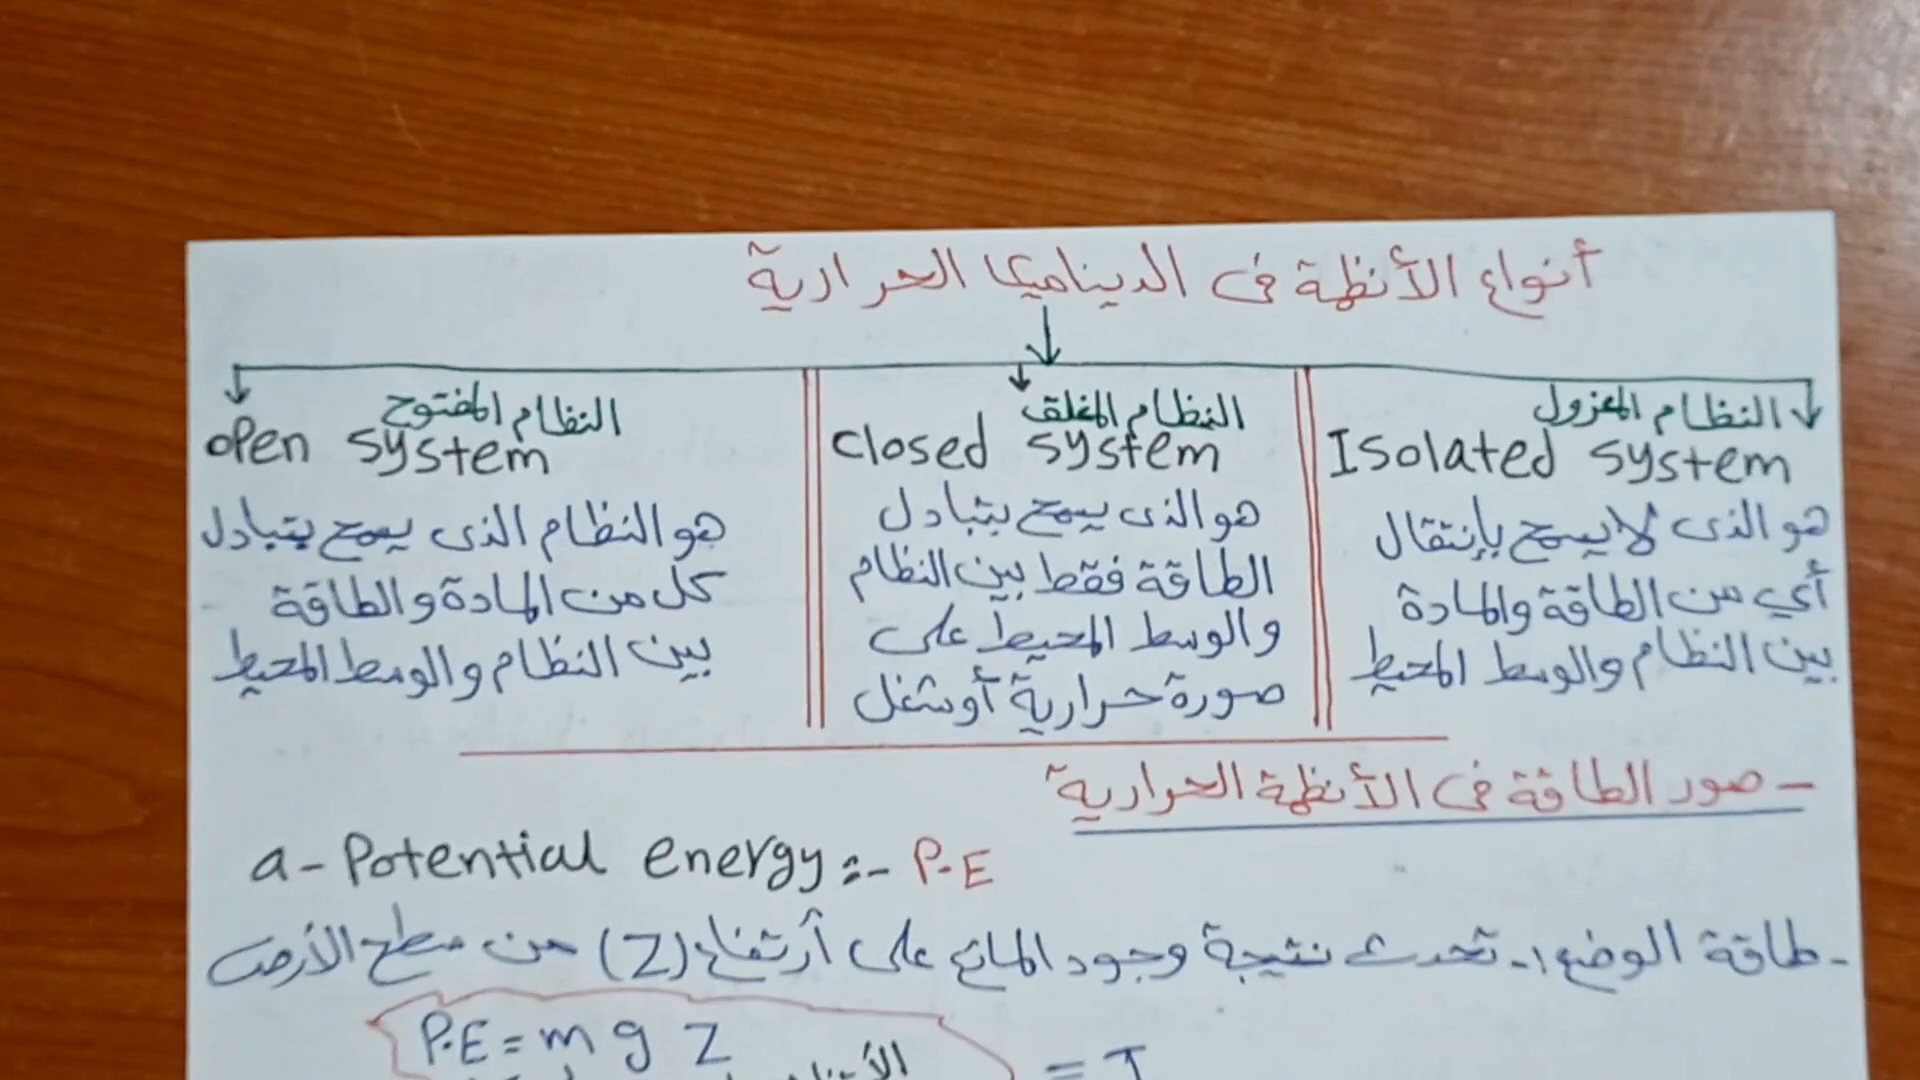 أنواع الأنظمة فى الديناميكا الحرارية
النظام المعزول
Isolated system
هو الذى لا يسمح بإنتقال
أي من الطاقة والمادة
بين النظام والوسط المحيط
النظام المغلق
Closed system
هو الذى يسمح بتبادل
الطاقة فقط بين النظام
والوسط المحيط على
صورة حرارية أو شغل
النظام المفتوح
open system
هو النظام الذى يسمح بتبادل
كل من المادة والطاقة
بين النظام والوسط المحيط
- صور الطاقة فى الأنظمة الحرارية
a- Potential energy :- P.E
- طاقة الوضع :- تحدث نتيجة وجود المائع على أرتفاع (Z) من سطح الأرض
P.E = m g Z
= J